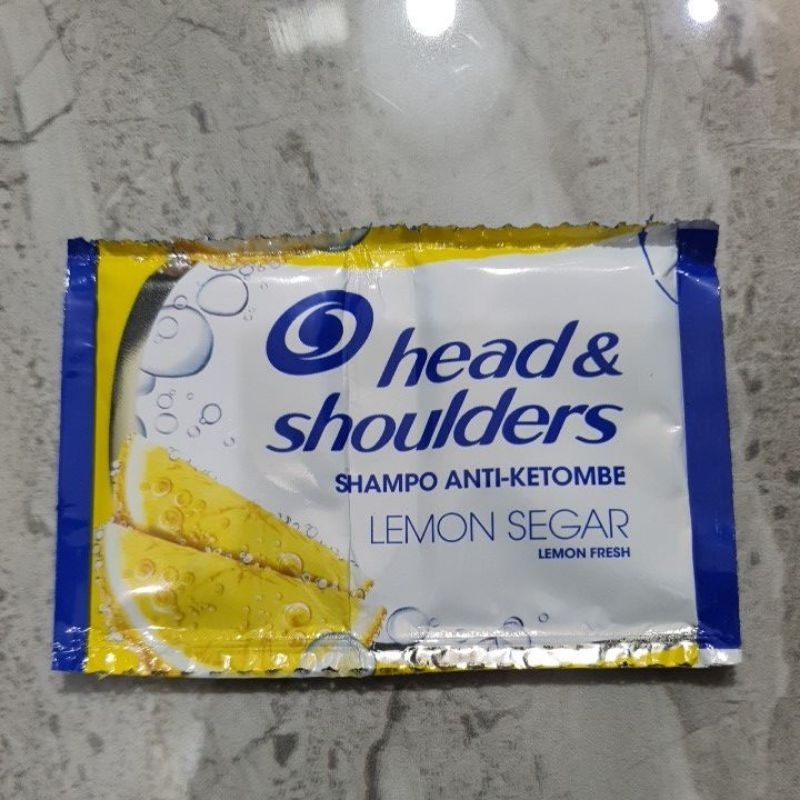 head &
shoulders
SHAMPO ANTI-KETOMBE
LEMON SEGAR
LEMON FRESH